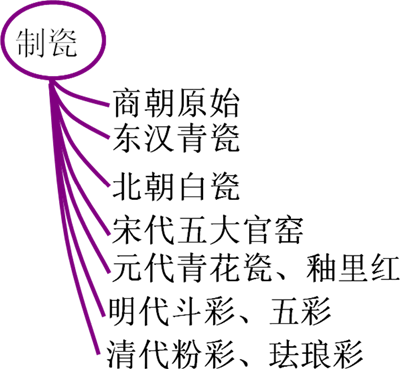 制瓷
商朝原始
东汉青瓷
北朝白瓷
宋代五大官窑
元代青花瓷、釉里红
明代斗彩、五彩
清代粉彩、珐琅彩